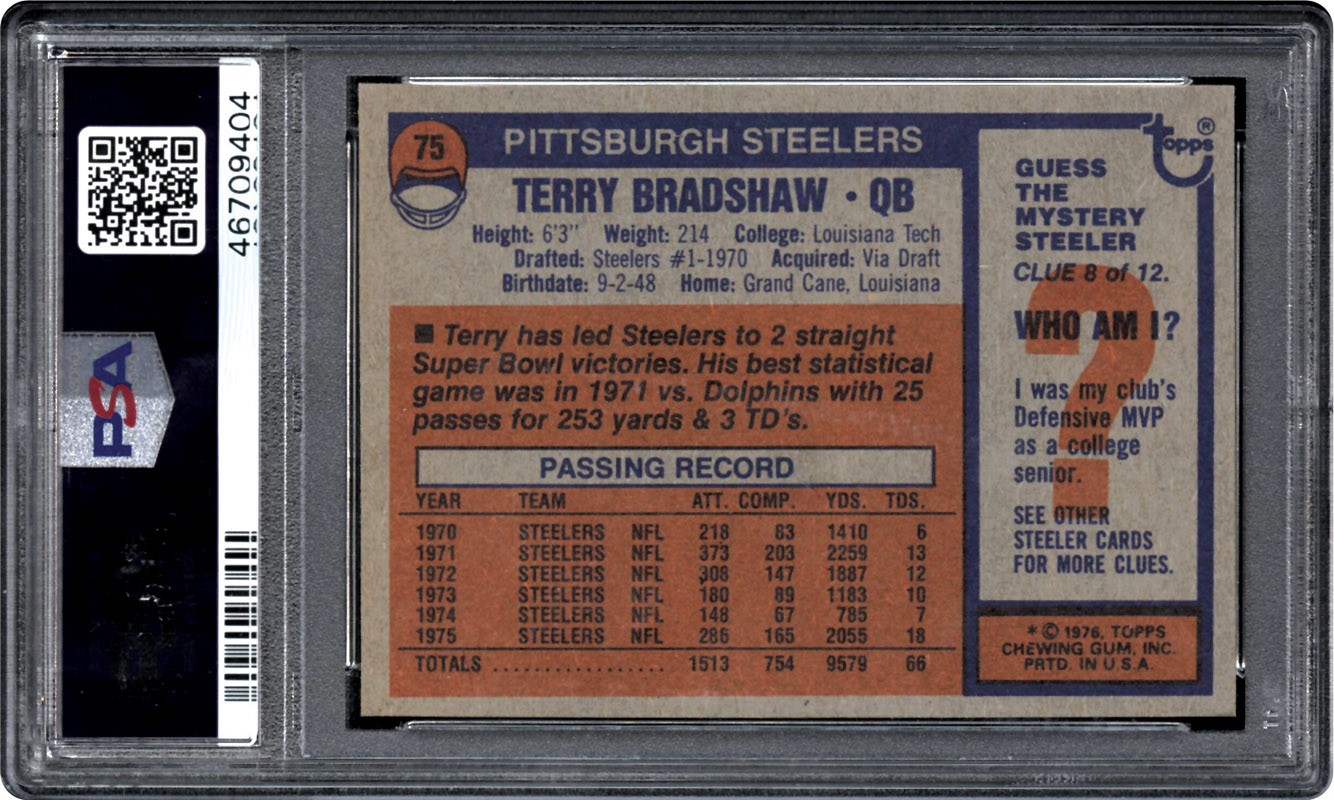 46709404
PSA
75
PITTSBURGH STEELERS
TERRY BRADSHAW • QB
Height: 6'3" Weight: 214 College: Louisiana Tech
Drafted: Steelers #1-1970 Acquired: Via Draft
Birthdate: 9-2-48 Home: Grand Cane, Louisiana
■ Terry has led Steelers to 2 straight
Super Bowl victories. His best statistical
game was in 1971 vs. Dolphins with 25
passes for 253 yards & 3 TD's.
PASSING RECORD
YEAR TEAM ATT. COMP. YDS. TDS.
1970 STEELERS NFL 218 83 1410 6
1971 STEELERS NFL 373 203 2259 13
1972 STEELERS NFL 308 147 1887 12
1973 STEELERS NFL 180 89 1183 10
1974 STEELERS NFL 148 67 785 7
1975 STEELERS NFL 286 165 2055 18
TOTALS ................. 1513 754 9579 66
topps®
GUESS
THE
MYSTERY
STEELER
CLUE 8 of 12.
?
WHO AM I?
I was my club's
Defensive MVP
as a college
senior.
SEE OTHER
STEELER CARDS
FOR MORE CLUES.
* © 1976, TOPPS
CHEWING GUM, INC.
PRTD. IN U.S.A.